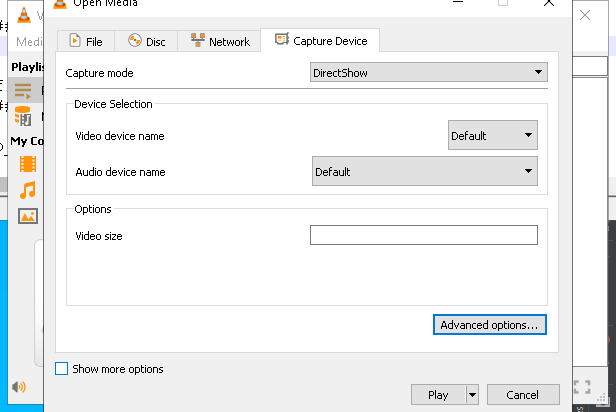 Open Media
Medi
File
Disc
Network
Capture Device
Playlis
Capture mode
DirectShow
Device Selection
Video device name
Default
My Co
Audio device name
Default
Options
Video size
Advanced options...
Show more options
Play
Cancel